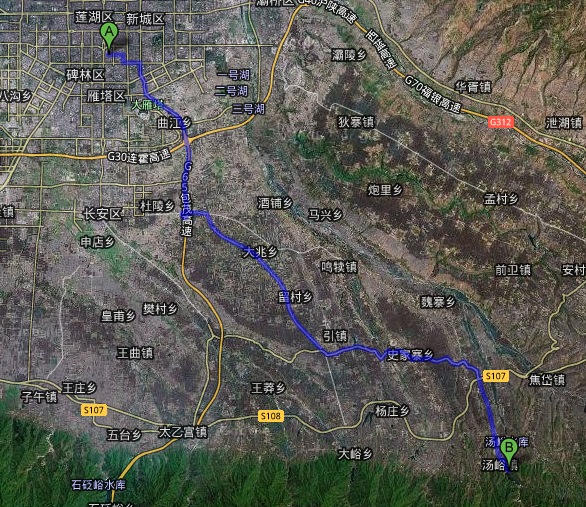 莲湖区
新城区
灞桥区
G40沪陕高速
A
碑林区
灞陵乡
一号湖
二号湖
三号湖
G70福银高速
华胥镇
八沟乡
雁塔区
大雁塔
曲江乡
狄寨镇
G312
泄湖镇
G30连霍高速
炮里乡
孟村乡
G65包茂高速
杜陵乡
酒铺乡
马兴乡
长安区
申店乡
大兆乡
鸣犊镇
前卫镇
安村
留村乡
魏寨乡
樊村乡
皇甫乡
引镇
王曲镇
史家寨乡
S107
焦岱镇
王庄乡
子午镇
王莽乡
S107
S108
杨庄乡
五台乡
太乙宫镇
大峪乡
汤峪水库
B
汤峪镇
石砭峪水库